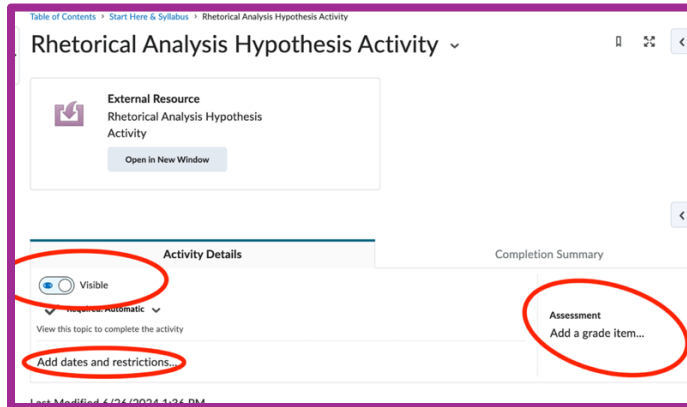 Table of Contents > Start Here & Syllabus > Rhetorical Analysis Hypothesis Activity
Rhetorical Analysis Hypothesis Activity
External Resource
Rhetorical Analysis Hypothesis
Activity
Open in New Window
Activity Details
Completion Summary
Visible
Required: Automatic
View this topic to complete the activity
Assessment
Add a grade item...
Add dates and restrictions...
Last Modified 6/26/2024 1:36 PM